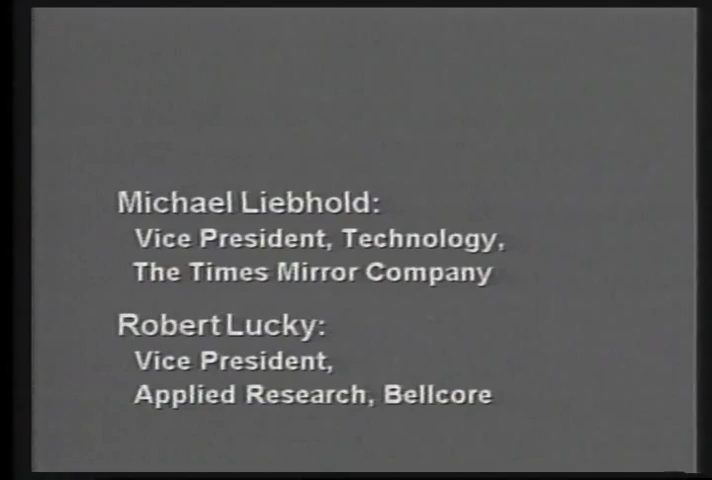 Michael Liebhold:
Vice President, Technology,
The Times Mirror Company
Robert Lucky:
Vice President,
Applied Research, Bellcore